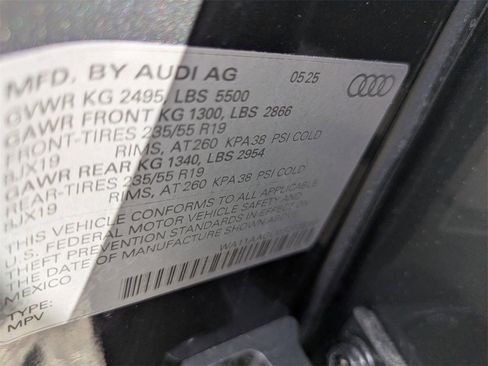 MFD. BY AUDI AG 05.25
GVWR KG 2495, LBS 5500
GAWR FRONT KG 1300, LBS 2866
FRONT-TIRES 235/55 R19
8JX19 RIMS, AT 260 KPA 38 PSI COLD
GAWR REAR KG 1340, LBS 2954
REAR-TIRES 235/55 R19
8JX19 RIMS, AT 260 KPA 38 PSI COLD
THIS VEHICLE CONFORMS TO ALL APPLICABLE
U.S. FEDERAL MOTOR VEHICLE SAFETY AND
THEFT PREVENTION STANDARDS IN EFFECT ON
THE DATE OF MANUFACTURE SHOWN ABOVE.
MEXICO
TYPE:
MPV